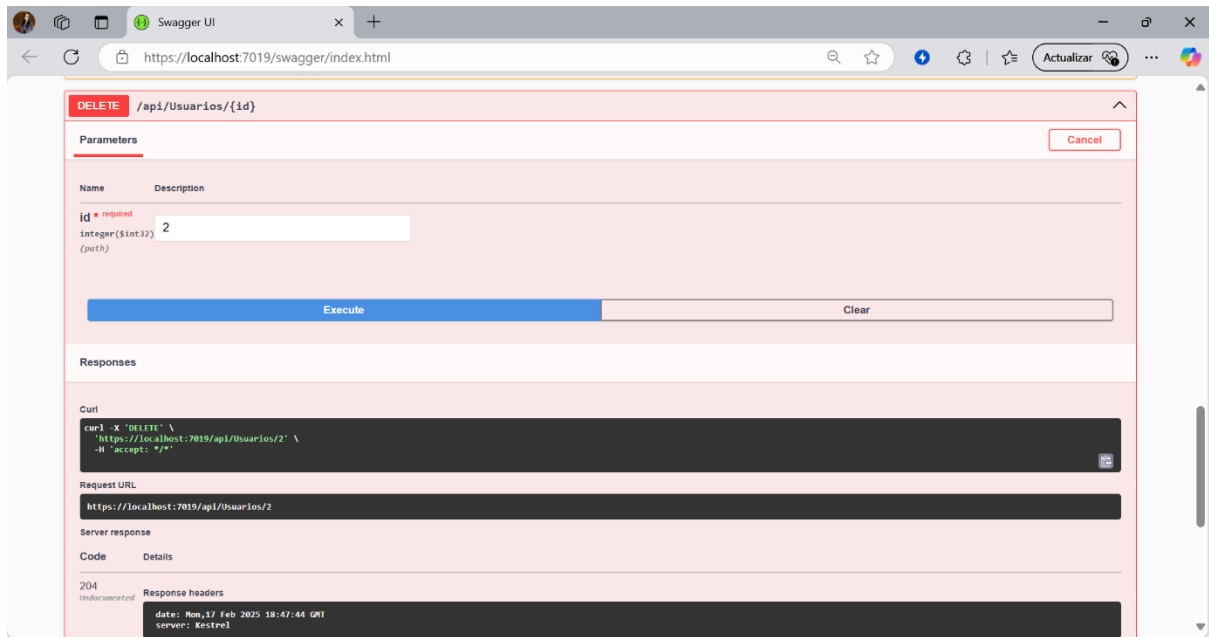 Swagger UI
https://localhost:7019/swagger/index.html
Actualizar
DELETE /api/Usuarios/{id}
Parameters
Cancel
Name Description
id * required
integer($int32)
(path)
2
Execute Clear
Responses
Curl
curl -X 'DELETE' \
'https://localhost:7019/api/Usuarios/2' \
-H 'accept: */*'
Request URL
https://localhost:7019/api/Usuarios/2
Server response
Code Details
204
Undocumented
Response headers
date: Mon,17 Feb 2025 18:47:44 GMT
server: Kestrel